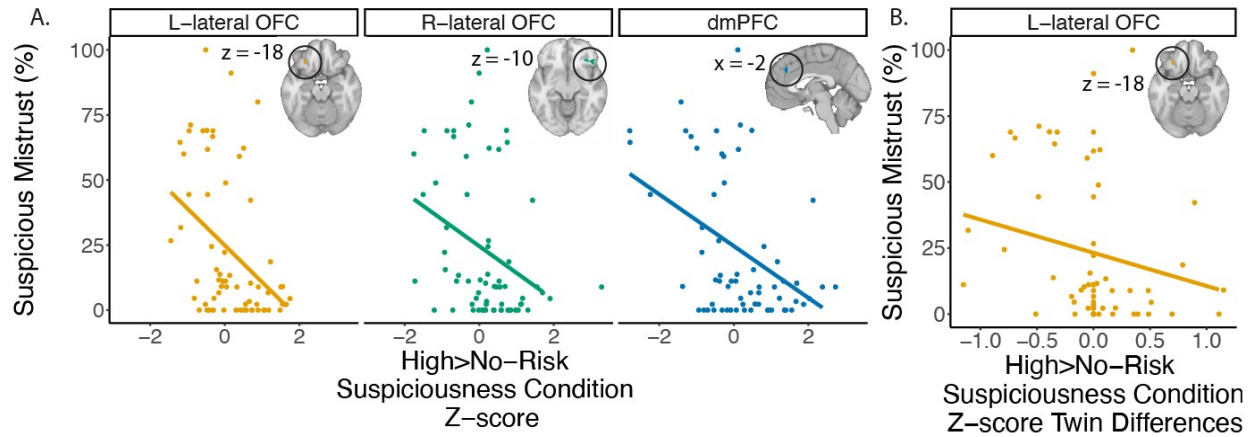 A.
L-lateral OFC
R-lateral OFC
dmPFC
B.
L-lateral OFC
Suspicious Mistrust (%)
100
75
50
25
0
z = -18
z = -10
x = -2
−2
0
2
−2
0
2
−2
0
2
High>No−Risk
Suspiciousness Condition
Z−score
Suspicious Mistrust (%)
100
75
50
25
0
z = -18
−1.0
−0.5
0.0
0.5
1.0
High>No−Risk
Suspiciousness Condition
Z−score Twin Differences